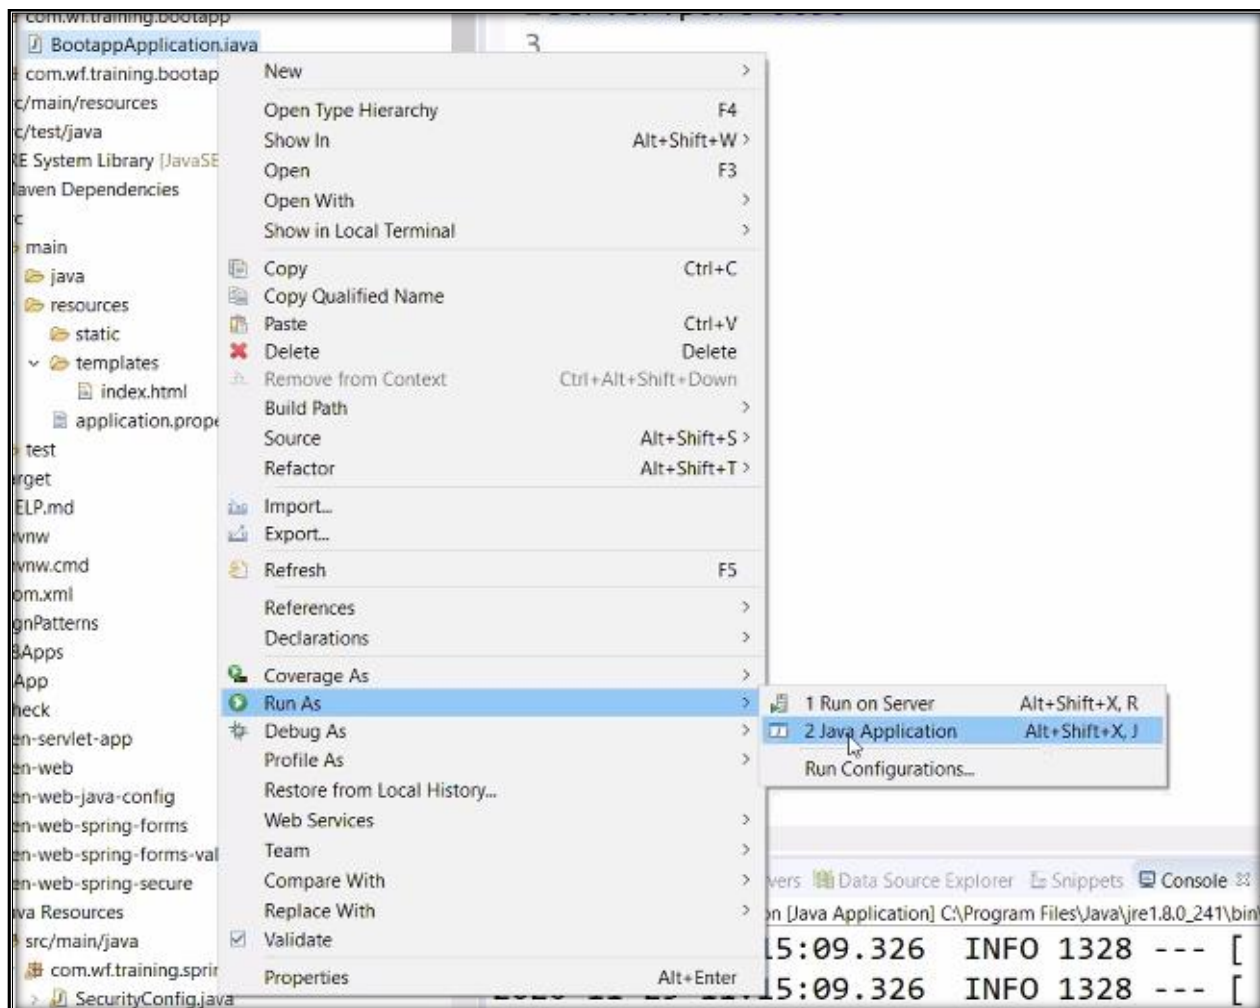 com.wf.training.bootapp
BootappApplication.java
3
com.wf.training.bootap
c/main/resources
c/test/java
RE System Library [JavaSE
Maven Dependencies
rc
main
java
resources
static
templates
index.html
application.prope
test
arget
ELP.md
vnw
vnw.cmd
om.xml
gnPatterns
BApps
App
heck
en-servlet-app
en-web
en-web-java-config
en-web-spring-forms
en-web-spring-forms-val
en-web-spring-secure
va Resources
src/main/java
com.wf.training.sprin
SecurityConfig.java
New
Open Type Hierarchy F4
Show In Alt+Shift+W
Open F3
Open With
Show in Local Terminal
Copy Ctrl+C
Copy Qualified Name
Paste Ctrl+V
Delete Delete
Remove from Context Ctrl+Alt+Shift+Down
Build Path
Source Alt+Shift+S
Refactor Alt+Shift+T
Import...
Export...
Refresh F5
References
Declarations
Coverage As
Run As
Debug As
Profile As
Restore from Local History...
Web Services
Team
Compare With
Replace With
Validate
Properties Alt+Enter
1 Run on Server Alt+Shift+X, R
2 Java Application Alt+Shift+X, J
Run Configurations...
vers Data Source Explorer Snippets Console
on [Java Application] C:\Program Files\Java\jre1.8.0_241\bin\
15:09.326 INFO 1328 --- [
15:09.326 INFO 1328 --- [